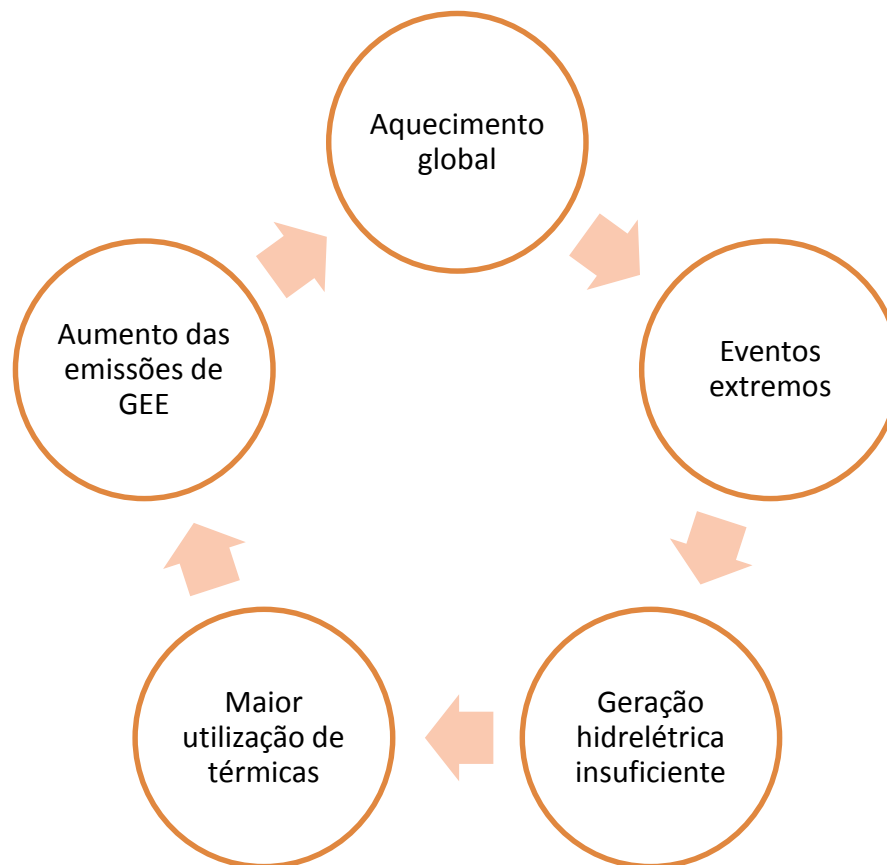 Aquecimento
global
Eventos
extremos
Geração
hidrelétrica
insuficiente
Maior
utilização de
térmicas
Aumento das
emissões de
GEE